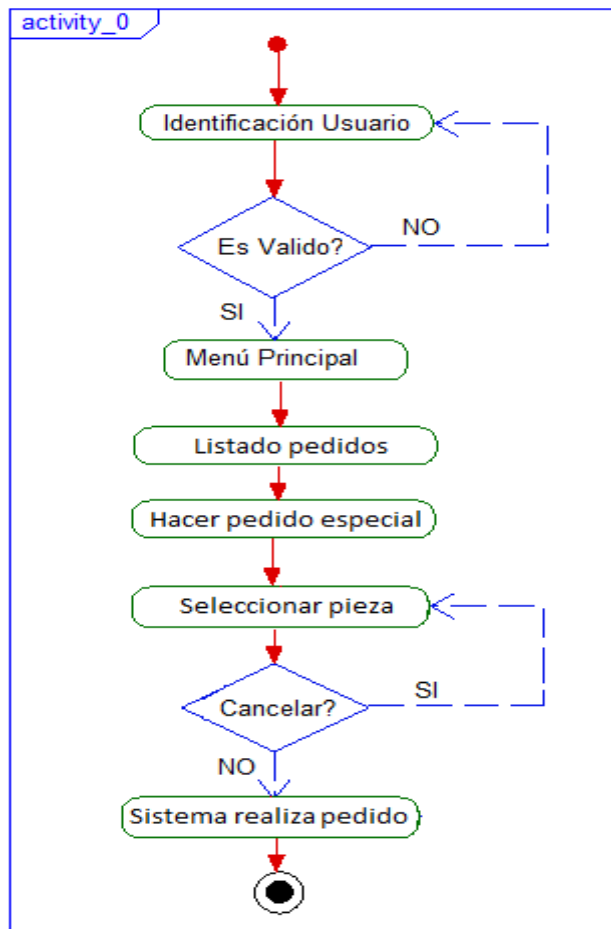 activity_0
Identificación Usuario
NO
Es Valido?
SI
Menú Principal
Listado pedidos
Hacer pedido especial
Seleccionar pieza
SI
Cancelar?
NO
Sistema realiza pedido